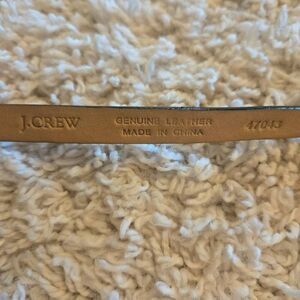 J.CREW
GENUINE LEATHER
MADE IN CHINA
47043